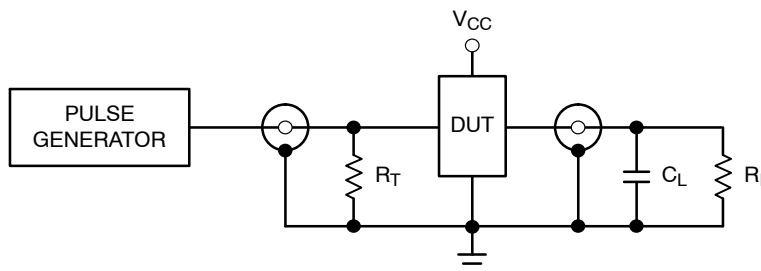 VCC
PULSE
GENERATOR
DUT
RT
CL
R